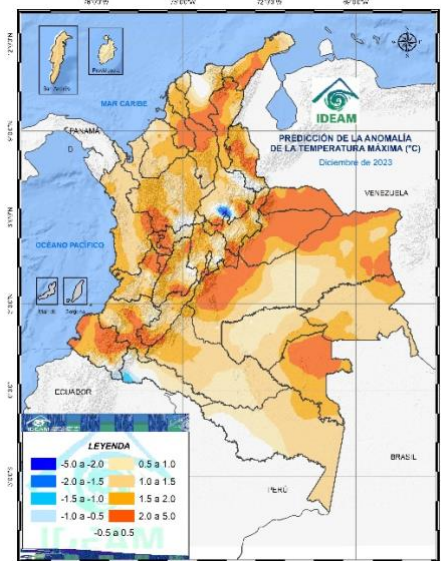 IDEAM
PREDICCIÓN DE LA ANOMALÍA
DE LA TEMPERATURA MÁXIMA (°C)
Diciembre de 2023
MAR CARIBE
PANAMÁ
VENEZUELA
OCÉANO PACÍFICO
ECUADOR
BRASIL
PERÚ
IDEAM
LEYENDA
-5.0 a -2.0
-2.0 a -1.5
-1.5 a -1.0
-1.0 a -0.5
-0.5 a 0.5
0.5 a 1.0
1.0 a 1.5
1.5 a 2.0
2.0 a 5.0